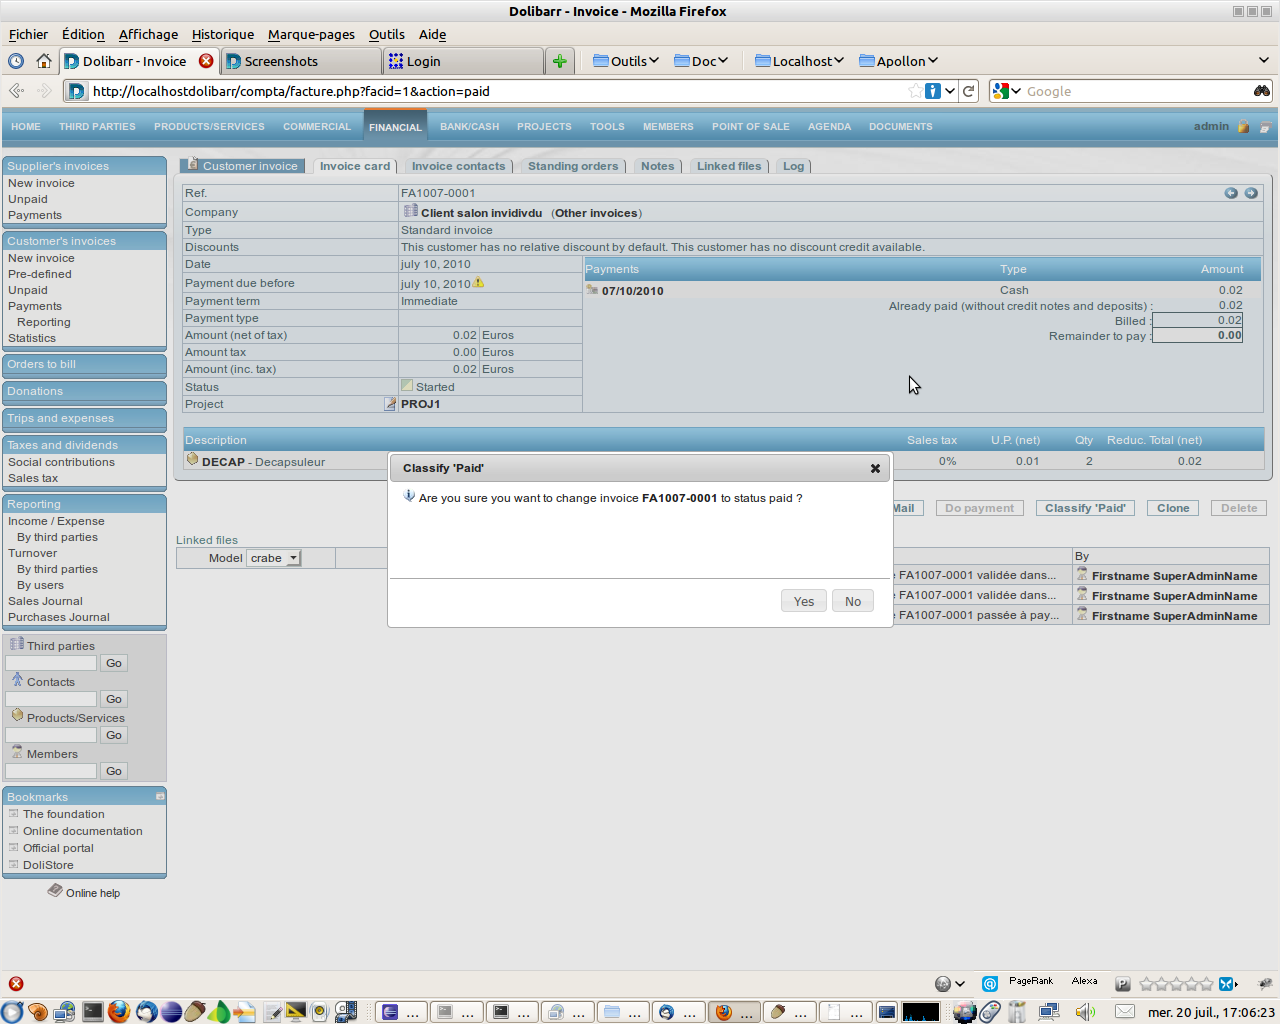 Dolibarr - Invoice - Mozilla Firefox
Fichier Édition Affichage Historique Marque-pages Outils Aide
Dolibarr - Invoice Screenshots Login Outils Doc Localhost Apollon
http://localhostdolibarr/compta/facture.php?facid=1&action=paid Google
HOME THIRD PARTIES PRODUCTS/SERVICES COMMERCIAL FINANCIAL BANK/CASH PROJECTS TOOLS MEMBERS POINT OF SALE AGENDA DOCUMENTS admin
Supplier's invoices
New invoice
Unpaid
Payments
Customer's invoices
New invoice
Pre-defined
Unpaid
Payments
Reporting
Statistics
Orders to bill
Donations
Trips and expenses
Taxes and dividends
Social contributions
Sales tax
Reporting
Income / Expense
By third parties
Turnover
By third parties
By users
Sales Journal
Purchases Journal
Third parties
Go
Contacts
Go
Products/Services
Go
Members
Go
Bookmarks
The foundation
Online documentation
Official portal
DoliStore
Online help
Customer invoice Invoice card Invoice contacts Standing orders Notes Linked files Log
Ref. FA1007-0001
Company Client salon invidivdu (Other invoices)
Type Standard invoice
Discounts This customer has no relative discount by default. This customer has no discount credit available.
Date july 10, 2010
Payment due before july 10, 2010
Payment term Immediate
Payment type
Amount (net of tax) 0.02 Euros
Amount tax 0.00 Euros
Amount (inc. tax) 0.02 Euros
Status Started
Project PROJ1
Payments Type Amount
07/10/2010 Cash 0.02
Already paid (without credit notes and deposits) : 0.02
Billed : 0.02
Remainder to pay : 0.00
Description Sales tax U.P. (net) Qty Reduc. Total (net)
DECAP - Decapsuleur 0% 0.01 2 0.02
Classify 'Paid'
Are you sure you want to change invoice FA1007-0001 to status paid ?
Yes No
Mail Do payment Classify 'Paid' Clone Delete
Linked files
Model crabe
By
FA1007-0001 validée dans... Firstname SuperAdminName
FA1007-0001 validée dans... Firstname SuperAdminName
FA1007-0001 passée à pay... Firstname SuperAdminName
PageRank Alexa
... ... ... ... ... ... ... ... mer. 20 juil., 17:06:23